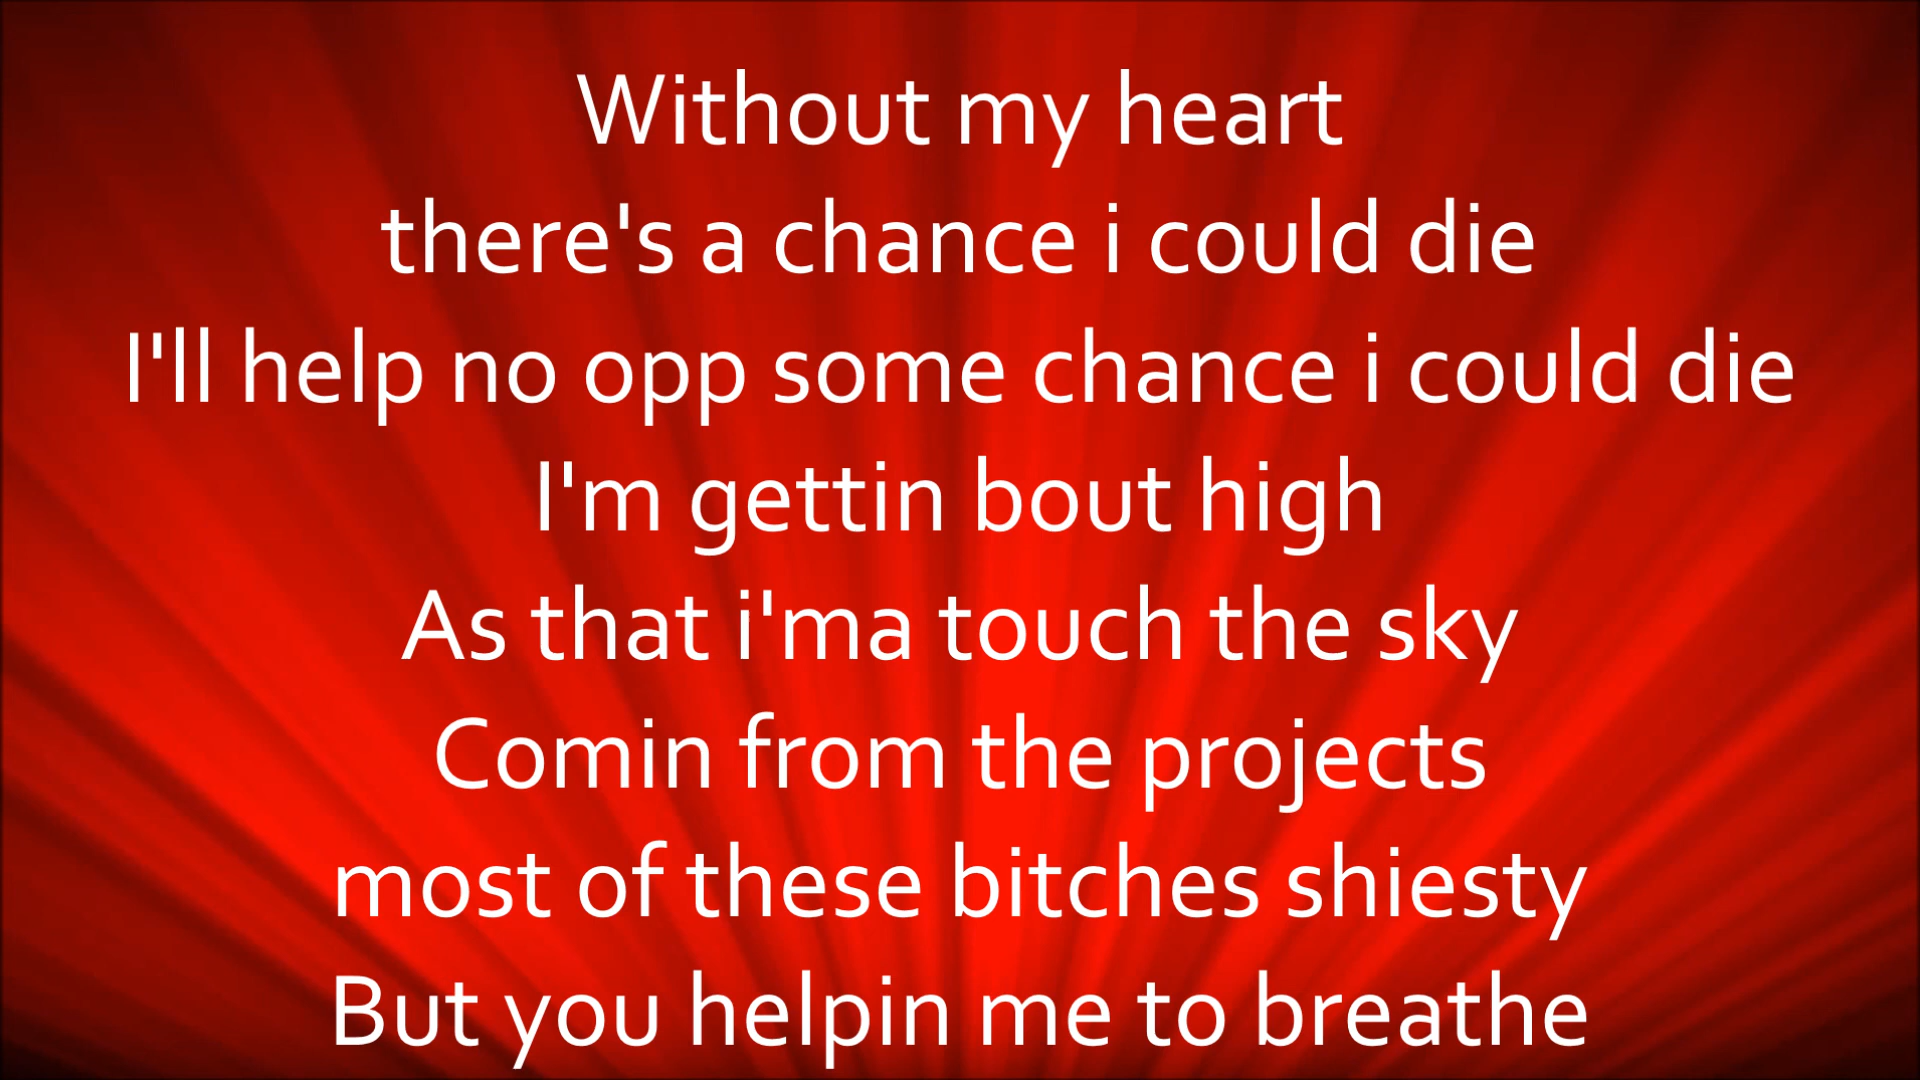 Without my heart
there's a chance i could die
I'll help no opp some chance i could die
I'm gettin bout high
As that i'ma touch the sky
Comin from the projects
most of these bitches shiesty
But you helpin me to breathe